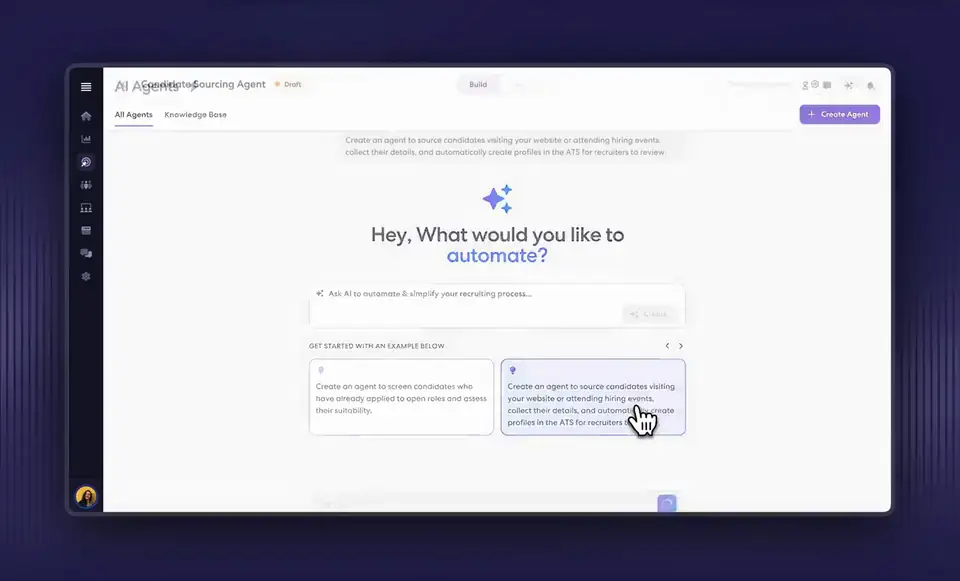 AI Agents
Candidate Sourcing Agent
Draft
Build
All Agents
Knowledge Base
+ Create Agent
Create an agent to source candidates visiting your website or attending hiring events,
collect their details, and automatically create profiles in the ATS for recruiters to review.
Hey, What would you like to
automate?
Ask AI to automate & simplify your recruiting process...
Create
GET STARTED WITH AN EXAMPLE BELOW
Create an agent to screen candidates who
have already applied to open roles and assess
their suitability.
Create an agent to source candidates visiting
your website or attending hiring events,
collect their details, and automatically create
profiles in the ATS for recruiters